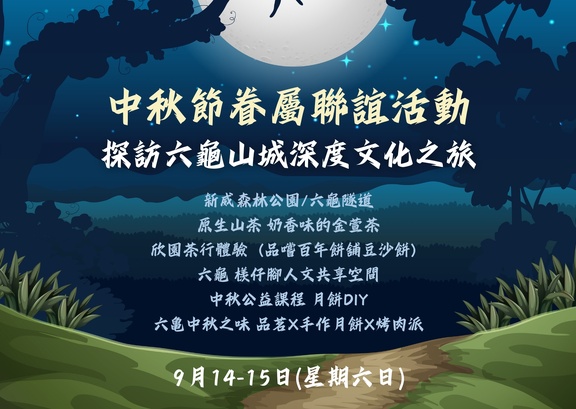 中秋節眷屬聯誼活動
探訪六龜山城深度文化之旅
新威森林公園/六龜隧道
原生山茶 奶香味的金萱茶
欣園茶行體驗（品嚐百年餅舖豆沙餅）
六龜 檨仔腳人文共享空間
中秋公益課程 月餅DIY
六龜中秋之味 品茗X手作月餅X烤肉派
9月14-15日(星期六日)